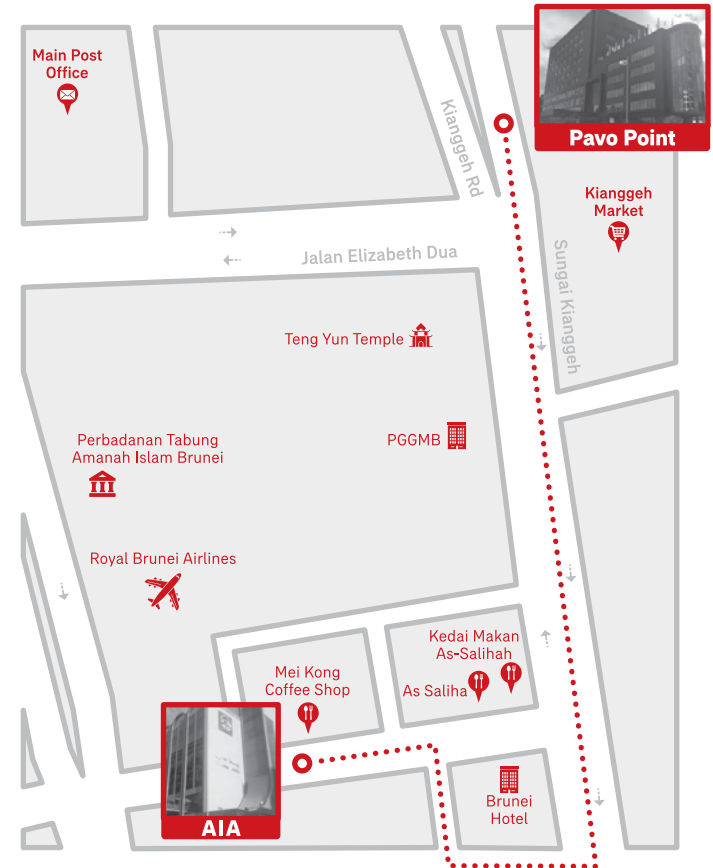 Main Post
Office
Pavo Point
Kianggeh Rd
Kianggeh
Market
Jalan Elizabeth Dua
Sungai Kianggeh
Teng Yun Temple
PGGMB
Perbadanan Tabung
Amanah Islam Brunei
Royal Brunei Airlines
Kedai Makan
As-Salihah
As Saliha
Mei Kong
Coffee Shop
Brunei
Hotel
AIA